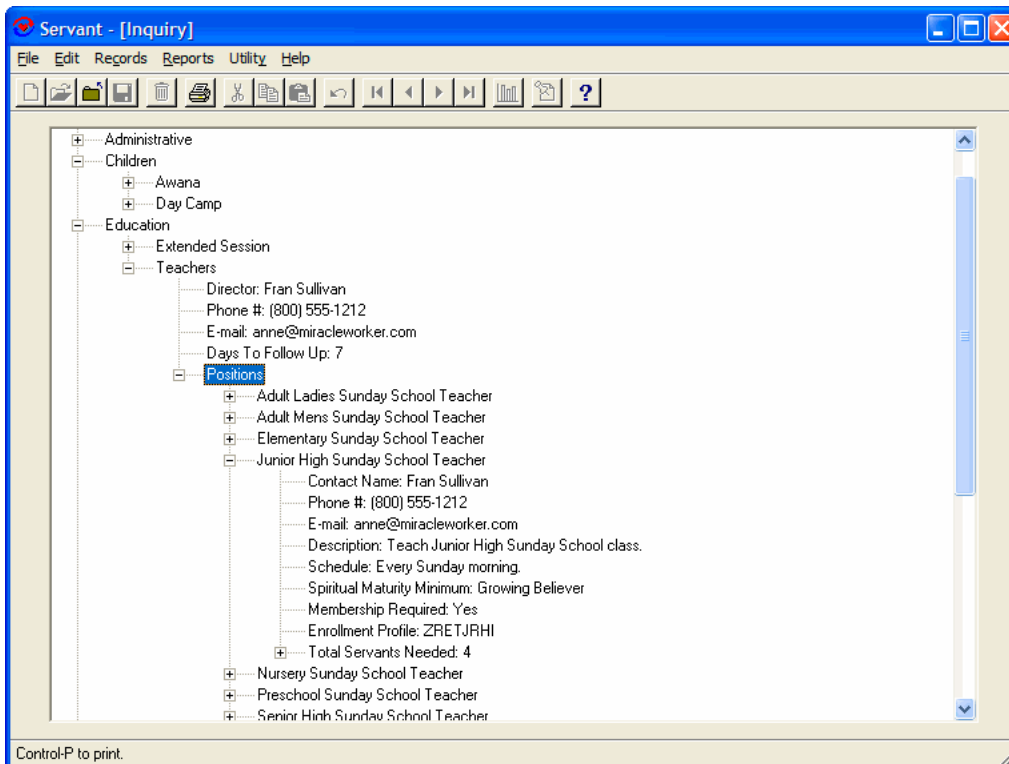 Servant - [Inquiry]
File Edit Records Reports Utility Help
Administrative
Children
Awana
Day Camp
Education
Extended Session
Teachers
Director: Fran Sullivan
Phone #: (800) 555-1212
E-mail: anne@miracleworker.com
Days To Follow Up: 7
Positions
Adult Ladies Sunday School Teacher
Adult Mens Sunday School Teacher
Elementary Sunday School Teacher
Junior High Sunday School Teacher
Contact Name: Fran Sullivan
Phone #: (800) 555-1212
E-mail: anne@miracleworker.com
Description: Teach Junior High Sunday School class.
Schedule: Every Sunday morning.
Spiritual Maturity Minimum: Growing Believer
Membership Required: Yes
Enrollment Profile: ZRETJRHI
Total Servants Needed: 4
Nursery Sunday School Teacher
Preschool Sunday School Teacher
Senior High Sunday School Teacher
Control-P to print.